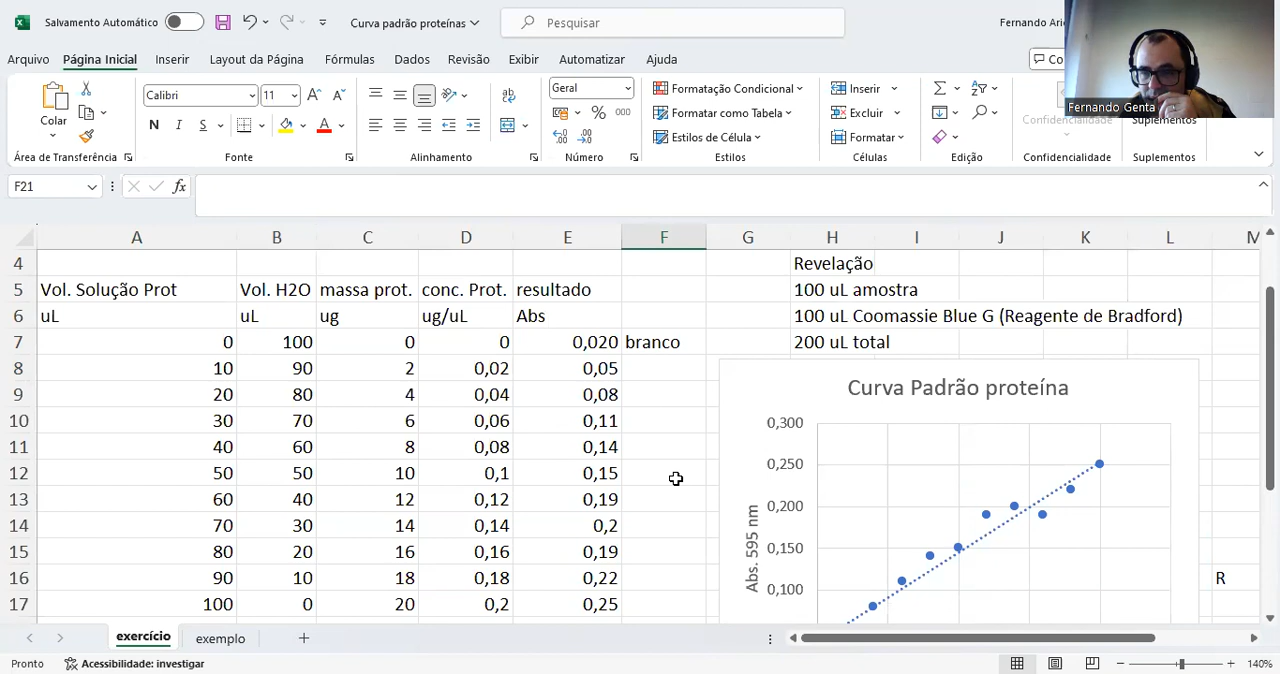 Salvamento Automático
Curva padrão proteínas
Pesquisar
Fernando
Arquivo
Página Inicial
Inserir
Layout da Página
Fórmulas
Dados
Revisão
Exibir
Automatizar
Ajuda
Fernando Genta
Colar
Calibri
11
N I S
Geral
% 000
Formatação Condicional
Formatar como Tabela
Estilos de Célula
Inserir
Excluir
Formatar
Confidencialidade
Suplementos
Área de Transferência
Fonte
Alinhamento
Número
Estilos
Células
Edição
Confidencialidade
Suplementos
F21
fx
A B C D E F G H I J K L M
4 Revelação
5 Vol. Solução Prot Vol. H2O massa prot. conc. Prot. resultado 100 uL amostra
6 uL uL ug ug/uL Abs 100 uL Coomassie Blue G (Reagente de Bradford)
7 0 100 0 0 0,020 branco 200 uL total
8 10 90 2 0,02 0,05
9 20 80 4 0,04 0,08
10 30 70 6 0,06 0,11
11 40 60 8 0,08 0,14
12 50 50 10 0,1 0,15
13 60 40 12 0,12 0,19
14 70 30 14 0,14 0,2
15 80 20 16 0,16 0,19
16 90 10 18 0,18 0,22 R
17 100 0 20 0,2 0,25
Curva Padrão proteína
0,300
0,250
0,200
0,150
0,100
Abs. 595 nm
exercício
exemplo
Pronto
Acessibilidade: investigar
140%